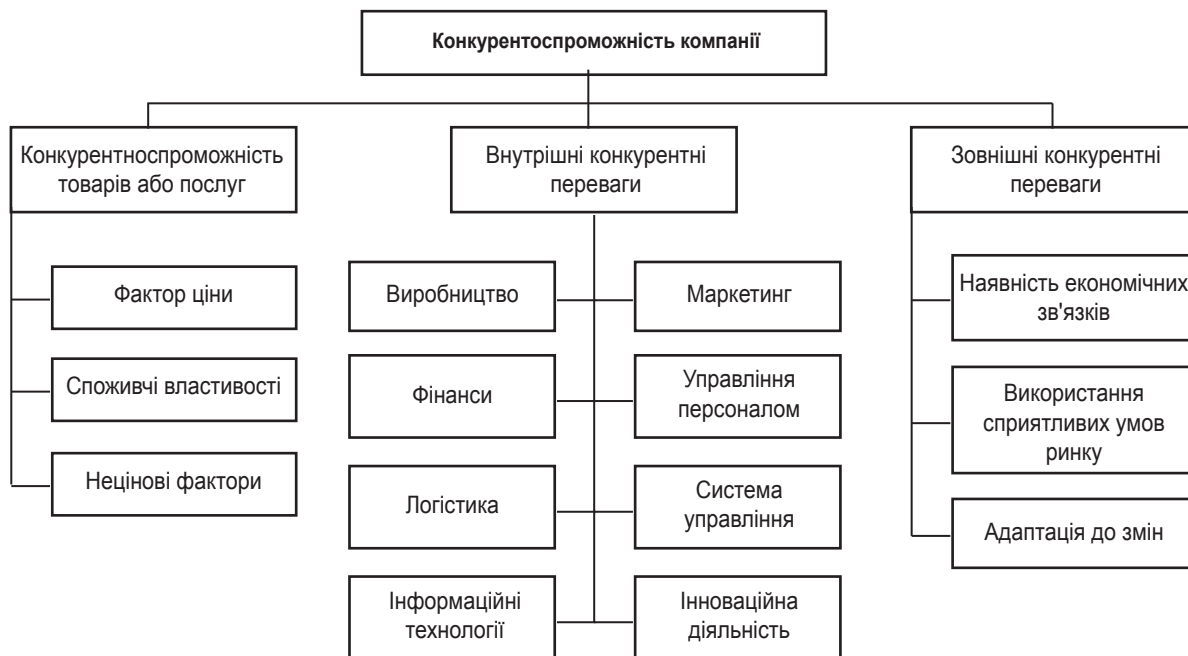 Конкурентоспроможність компанії
Конкурентноспроможність
товарів або послуг
Внутрішні конкурентні
переваги
Зовнішні конкурентні
переваги
Фактор ціни
Споживчі властивості
Нецінові фактори
Виробництво
Маркетинг
Фінанси
Управління
персоналом
Логістика
Система
управління
Інформаційні
технології
Інноваційна
діяльність
Наявність економічних
зв'язків
Використання
сприятливих умов
ринку
Адаптація до змін